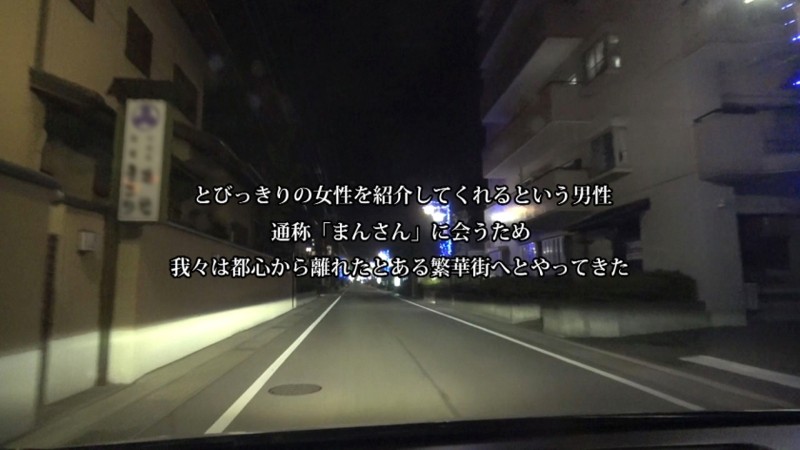 とびっきりの女性を紹介してくれるという男性
通称「まんさん」に会うため
我々は都心から離れたとある繁華街へとやってきた